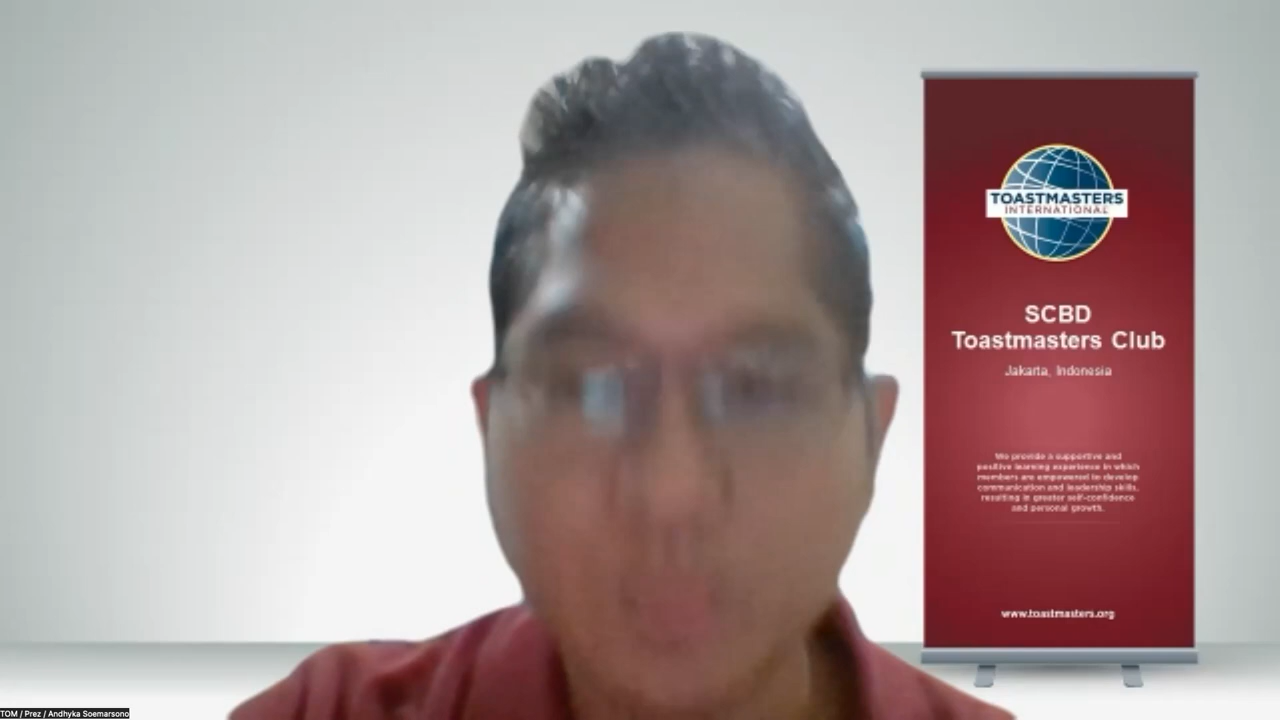 TOASTMASTERS
INTERNATIONAL
SCBD
Toastmasters Club
Jakarta, Indonesia
We provide a supportive and
positive learning experience in which
members are empowered to develop
communication and leadership skills,
resulting in greater self-confidence
and personal growth.
www.toastmasters.org
TOM / Prez / Andhyka Soemarsono